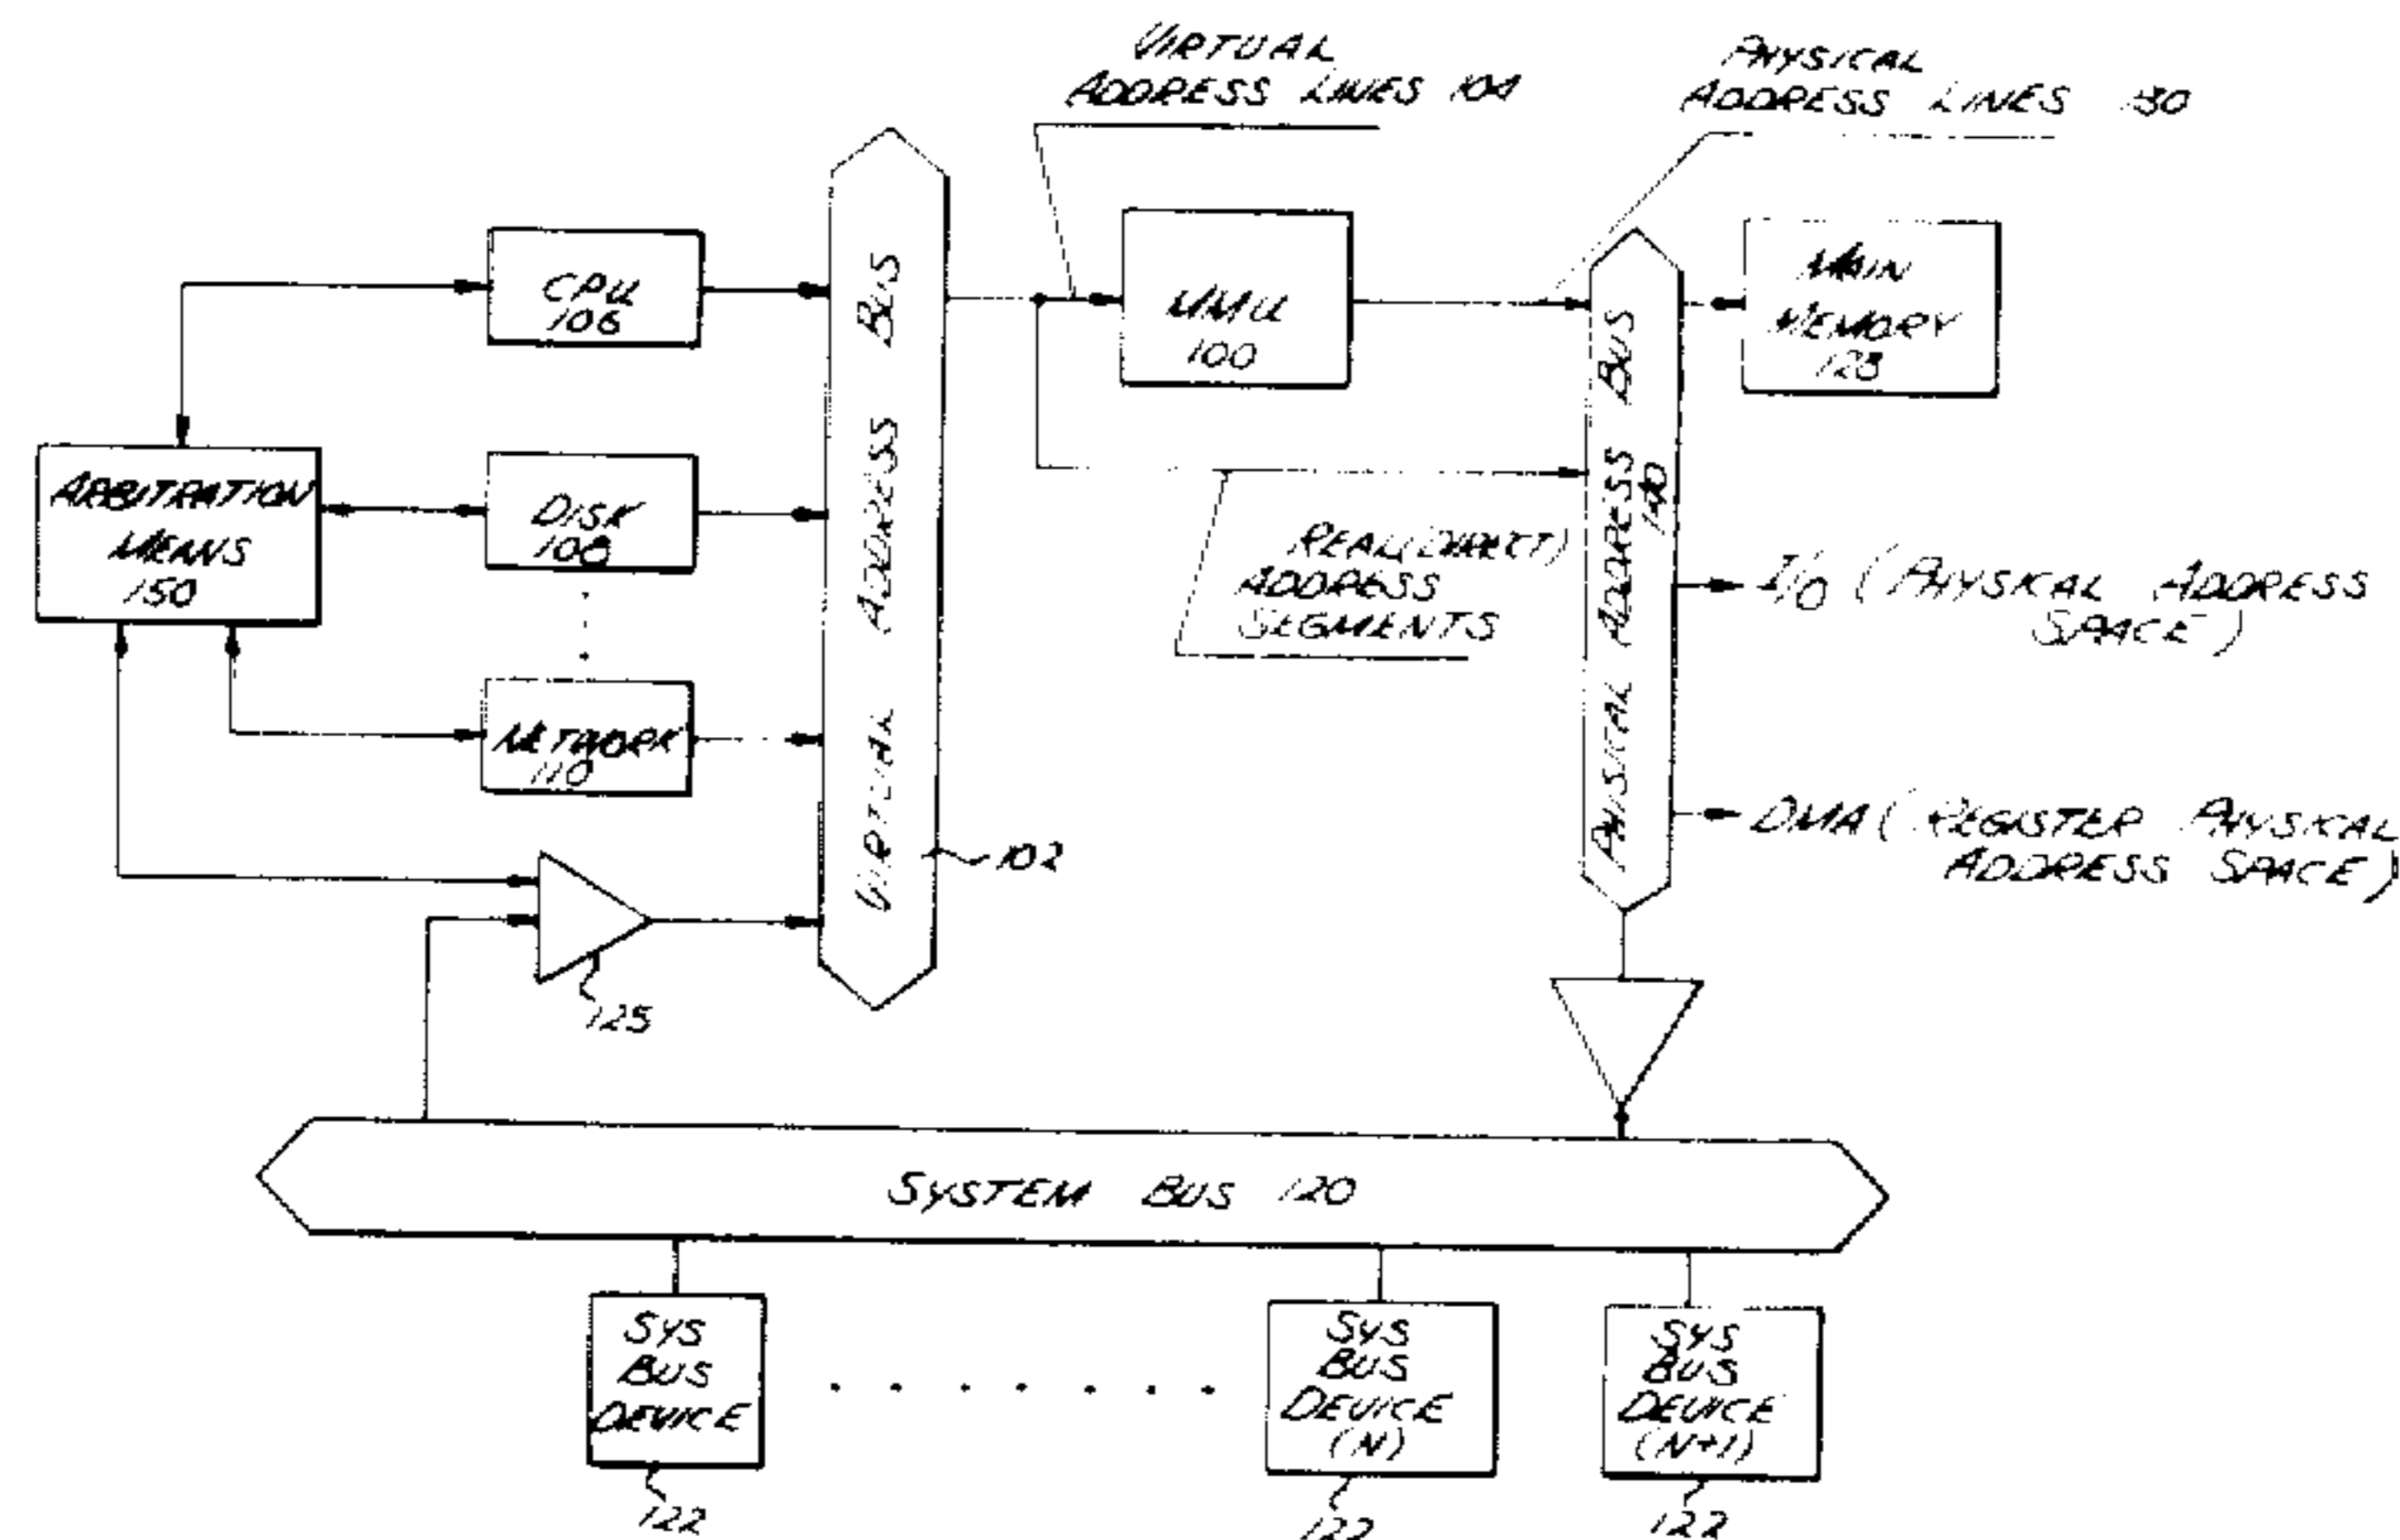 VIRTUAL
ADDRESS LINES 104
PHYSICAL
ADDRESS LINES 130
CPU
106
MMU
100
MAIN
MEMORY
123
ARBITRATION
MEANS
150
DISK
108
NETWORK
110
VIRTUAL ADDRESS BUS
102
REAL (DIRECT)
ADDRESS
SEGMENTS
PHYSICAL ADDRESS BUS
140
I/O (PHYSICAL ADDRESS
SPACE)
DMA (REGISTER PHYSICAL
ADDRESS SPACE)
125
SYSTEM BUS 120
SYS
BUS
DEVICE
SYS
BUS
DEVICE
(N)
SYS
BUS
DEVICE
(N+1)
122
122
122